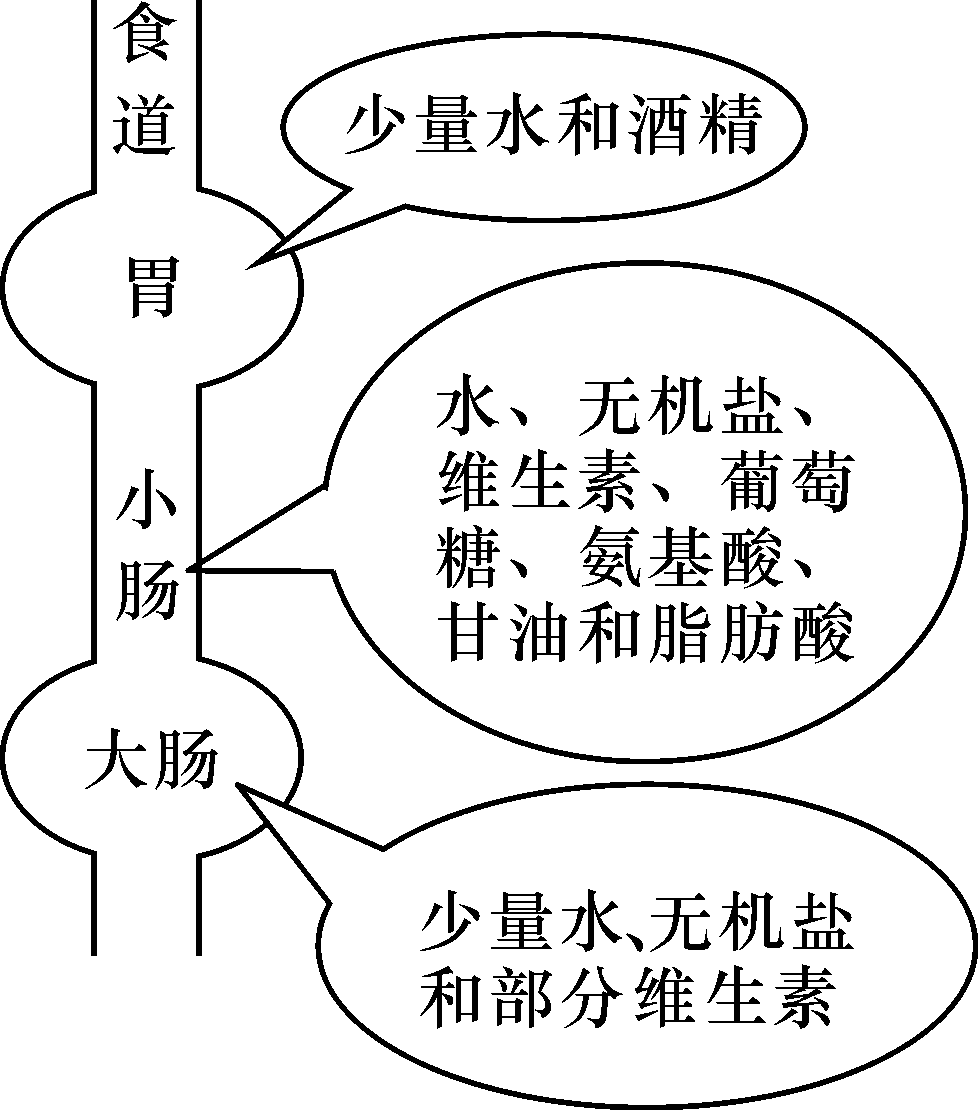 食道
少量水和酒精
胃
水、无机盐、
维生素、葡萄
糖、氨基酸、
甘油和脂肪酸
小肠
大肠
少量水、无机盐
和部分维生素